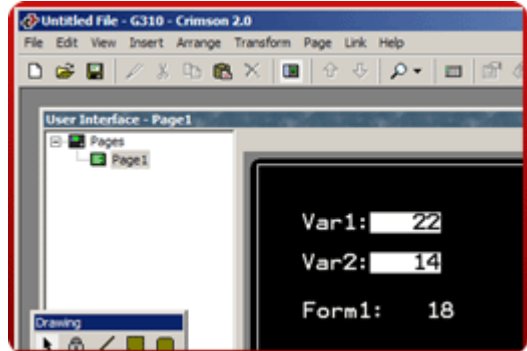 Untitled File - G310 - Crimson 2.0
File Edit View Insert Arrange Transform Page Link Help
User Interface - Page1
Pages
Page1
Var1: 22
Var2: 14
Form1: 18
Drawing